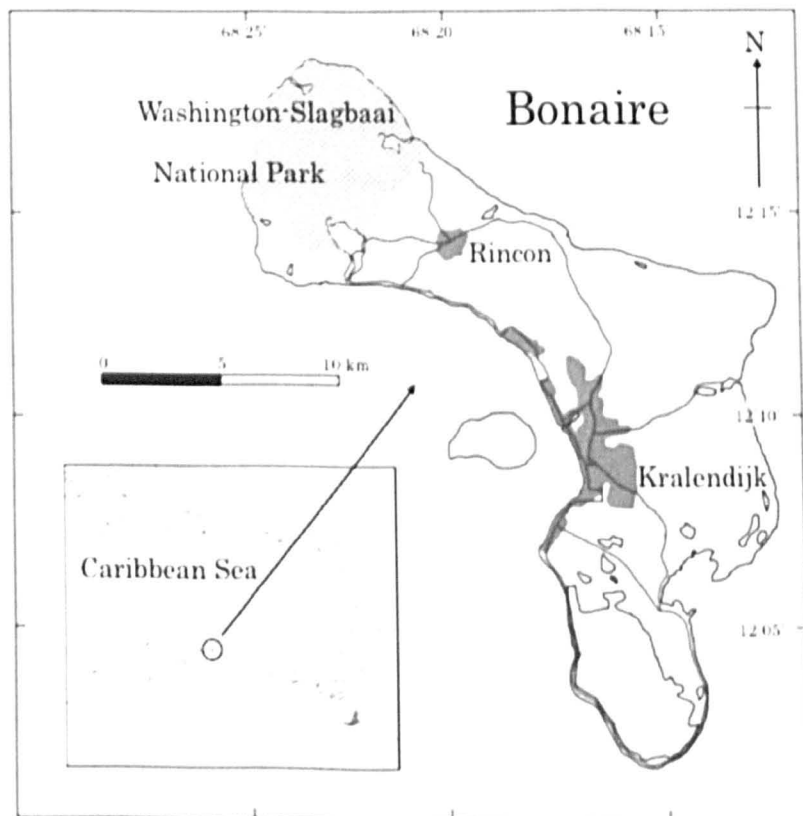 68°25'
68°20'
68°15'
N
Washington-Slagbaai
Bonaire
National Park
12°15'
Rincon
0 5 10 km
12°10'
Kralendijk
Caribbean Sea
12°05'